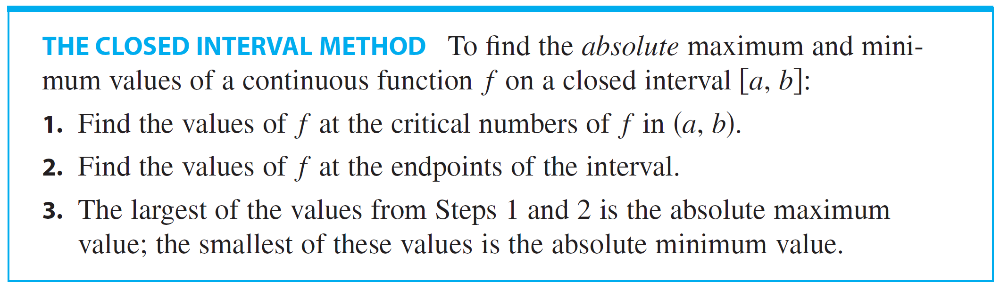 THE CLOSED INTERVAL METHOD To find the absolute maximum and mini-
mum values of a continuous function f on a closed interval [a, b]:
1. Find the values of f at the critical numbers of f in (a, b).
2. Find the values of f at the endpoints of the interval.
3. The largest of the values from Steps 1 and 2 is the absolute maximum
value; the smallest of these values is the absolute minimum value.